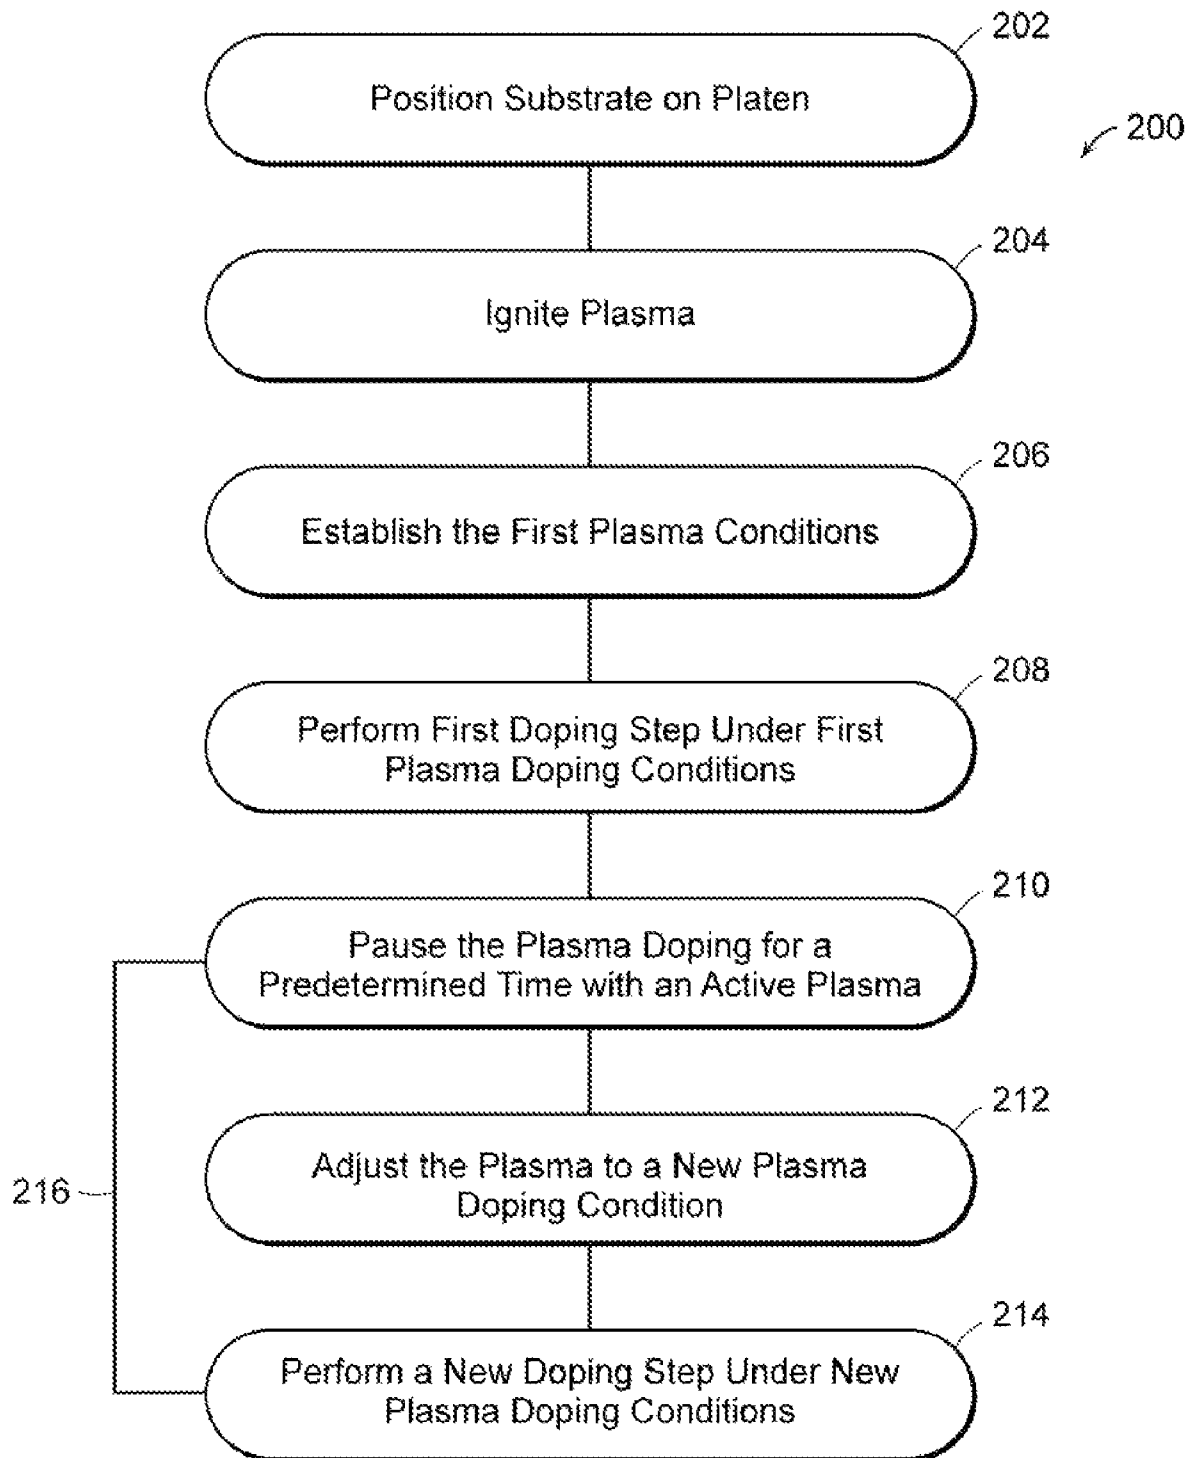 202
Position Substrate on Platen
200
204
Ignite Plasma
206
Establish the First Plasma Conditions
208
Perform First Doping Step Under First
Plasma Doping Conditions
210
Pause the Plasma Doping for a
Predetermined Time with an Active Plasma
212
Adjust the Plasma to a New Plasma
Doping Condition
216
214
Perform a New Doping Step Under New
Plasma Doping Conditions